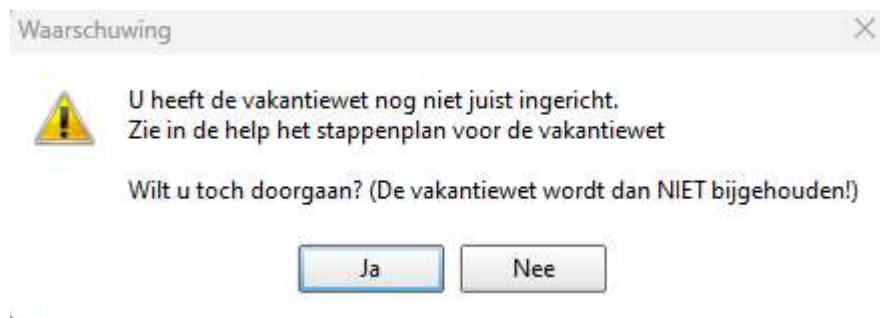 Waarschuwing
U heeft de vakantiewet nog niet juist ingericht.
Zie in de help het stappenplan voor de vakantiewet
Wilt u toch doorgaan? (De vakantiewet wordt dan NIET bijgehouden!)
Ja
Nee